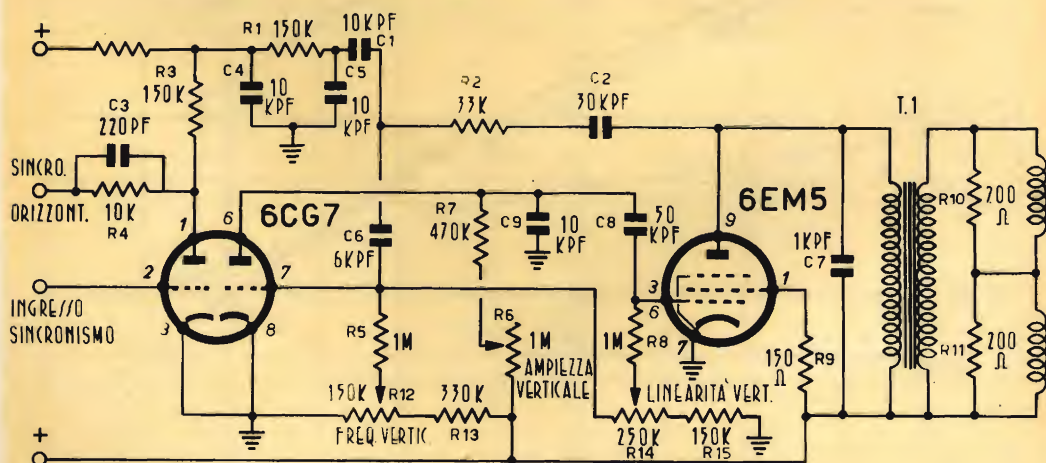 +
R1 150K
10KPF
C1
R3
150K
C4
10
KPF
C5
10
KPF
C3
220PF
R2
33K
C2
30KPF
T.1
SINCRO.
ORIZZONT.
10K
R4
1
6
6CG7
2
7
3
8
INGRESSO
SINCRONISMO
C6
6KPF
R7
470K
C9
10
KPF
C8
50
KPF
9
6EM5
3
6
1
7
1KPF
C7
R10
200
Ω
R11
200
Ω
R5
1M
R6
1M
AMPIEZZA
VERTICALE
1M
R8
150
Ω
R9
150K
R12
330K
R13
FREQ. VERTIC.
LINEARITÀ VERT.
250K
R14
150K
R15
+